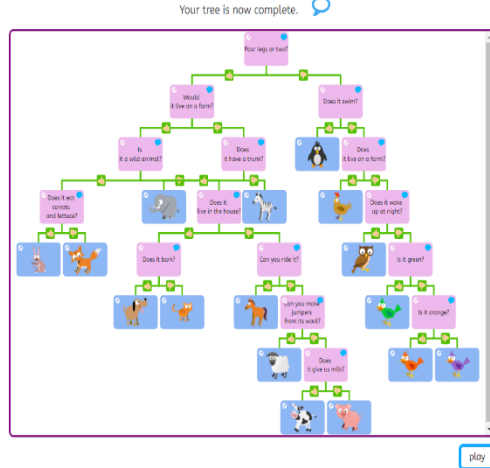 Your tree is now complete.
Four legs or two?
Would
it live on a farm?
Does it swim?
Is
it a wild animal?
Does
it have a trunk?
Does
it live on a farm?
Does it eat
carrots
and lettuce?
Does it
live in the house?
Does it wake
up at night?
Does it bark?
Can you ride it?
Is it green?
Can you make
jumpers
from its wool?
Is it orange?
Does
it give us milk?
play